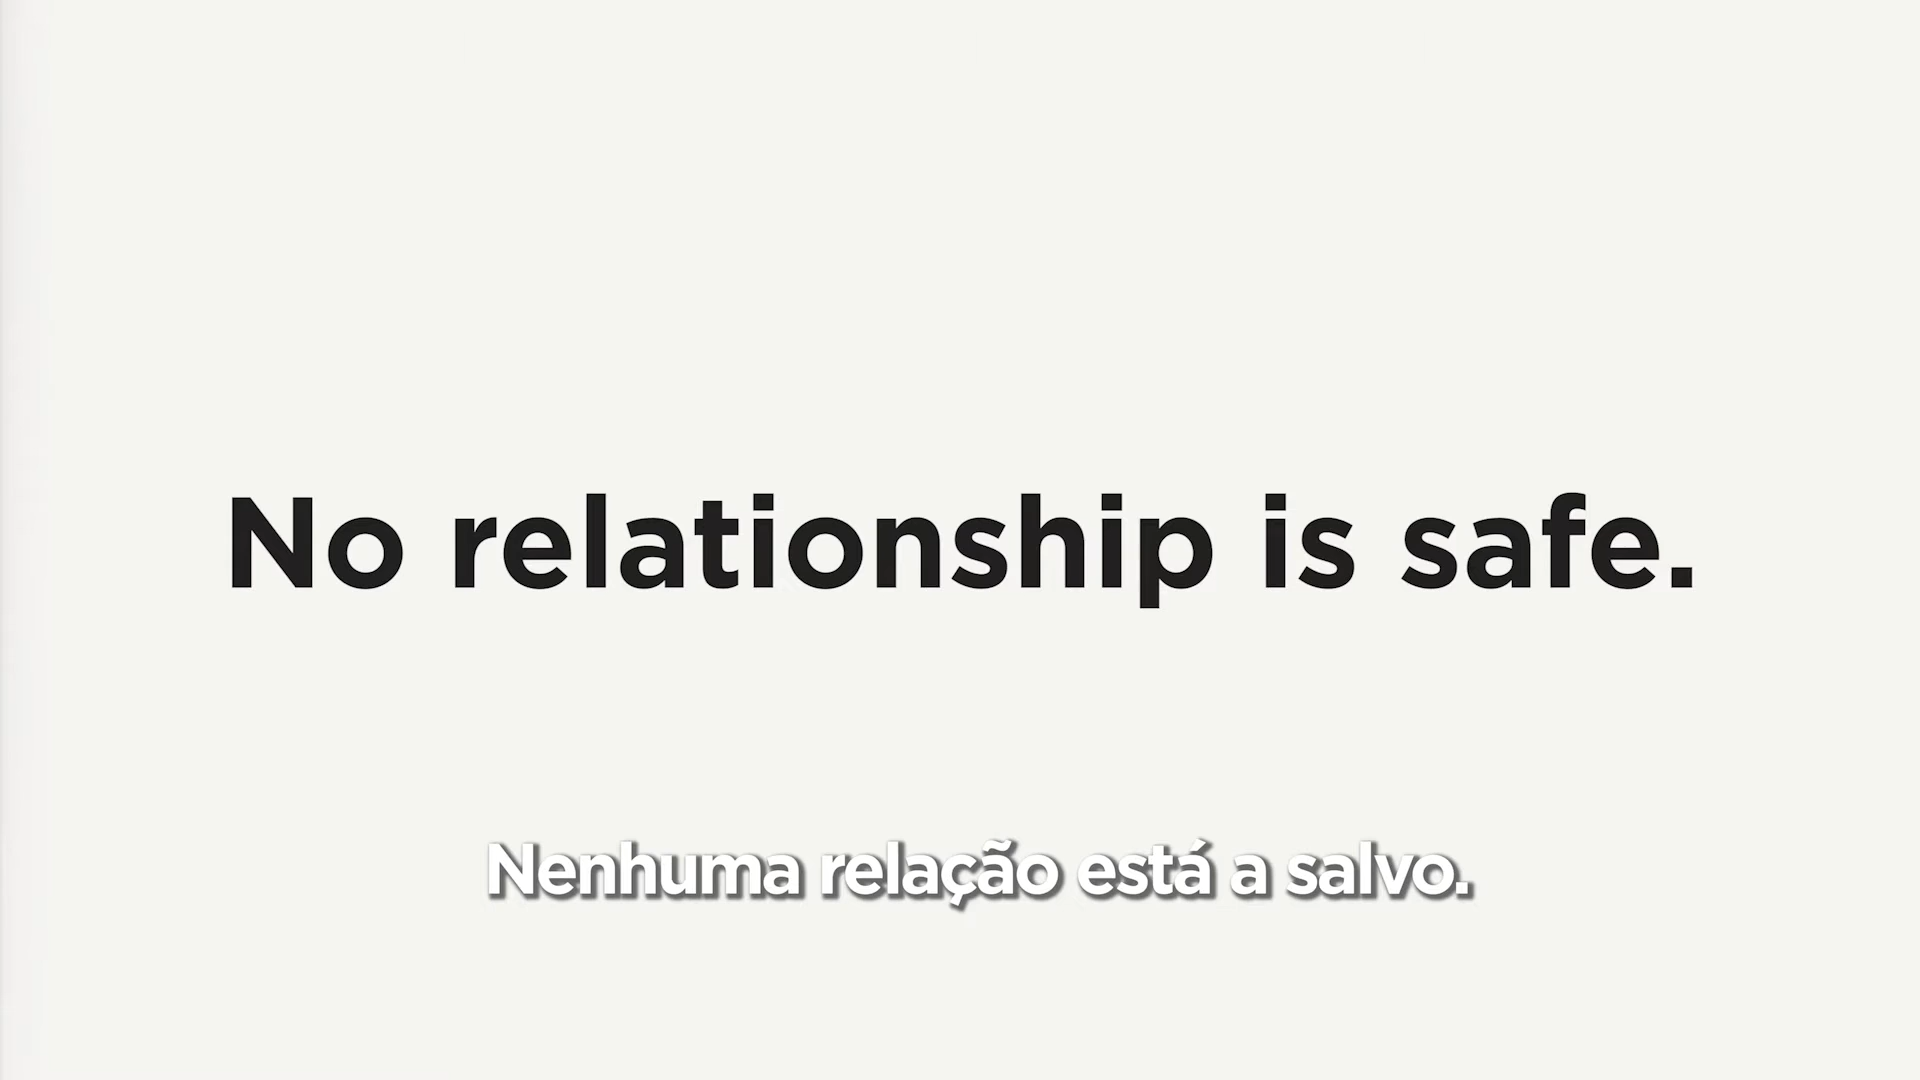 No relationship is safe.
Nenhuma relação está a salvo.